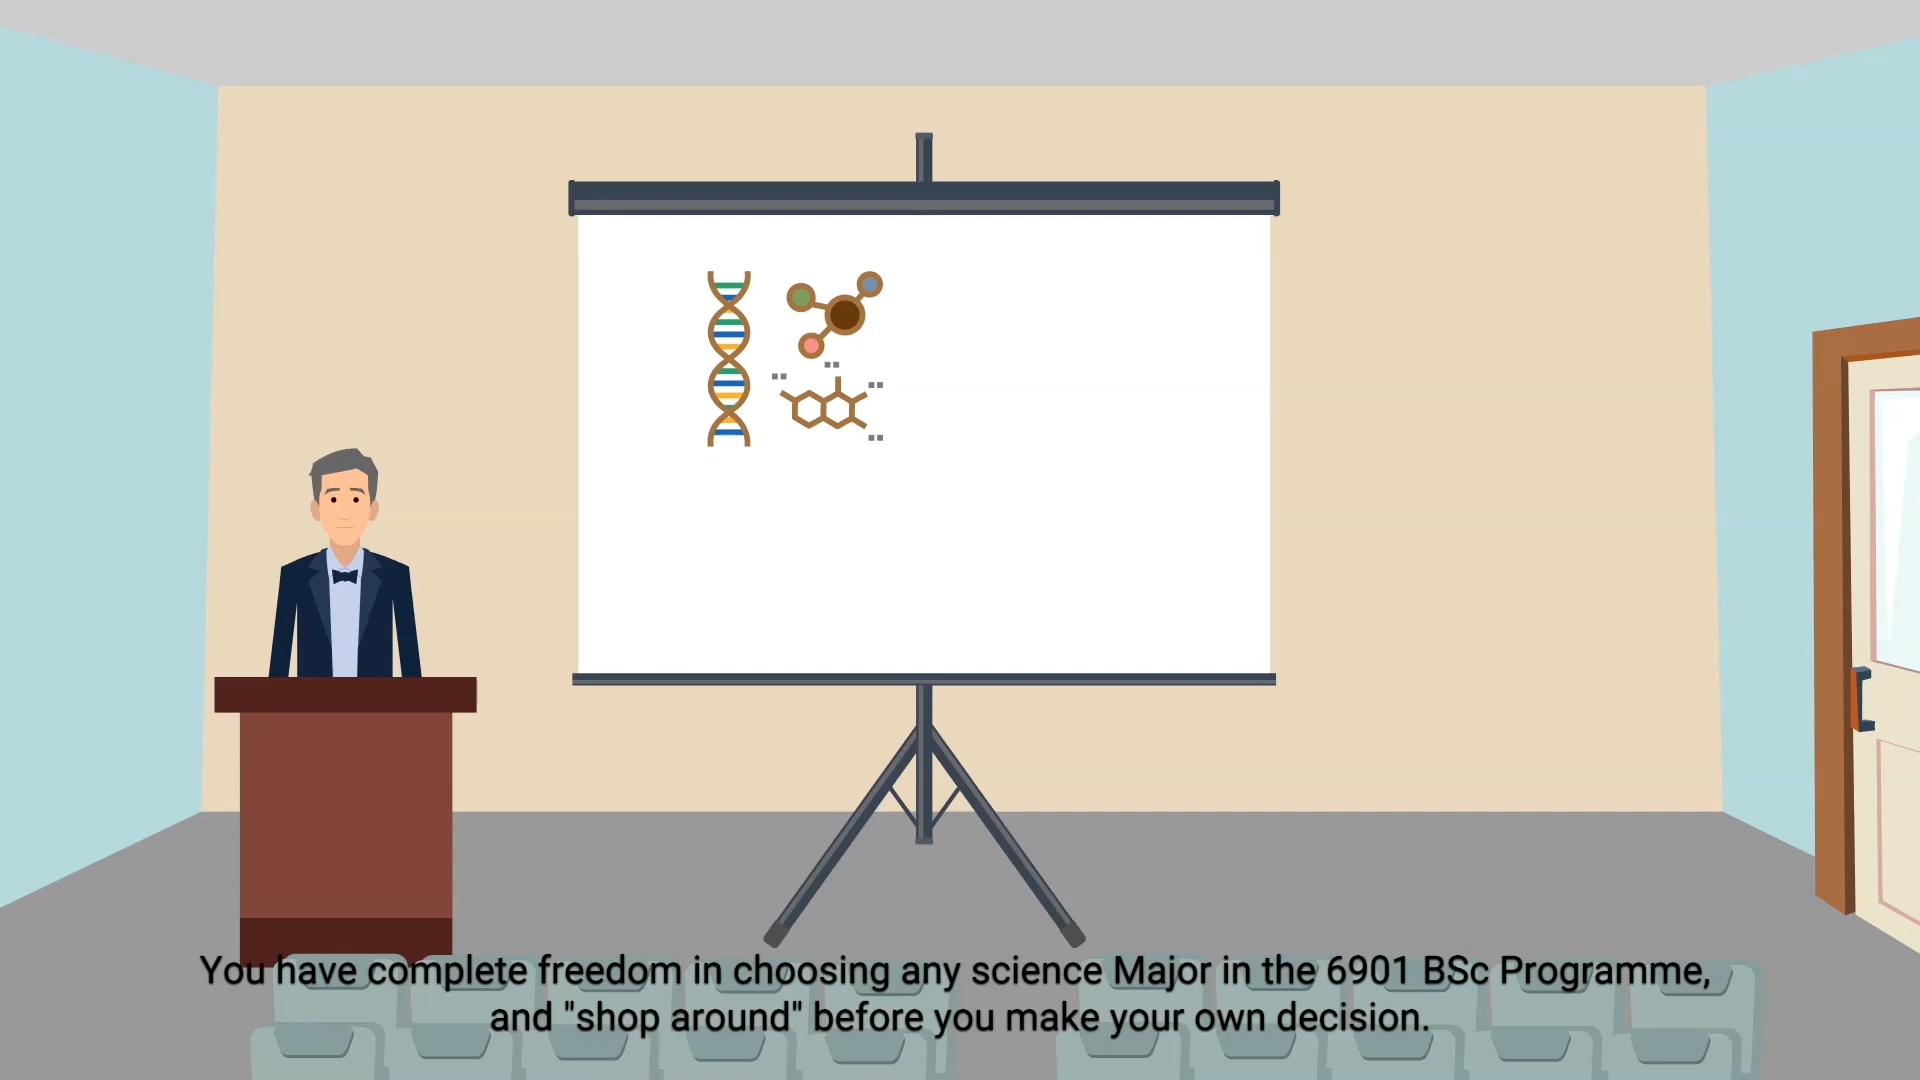 You have complete freedom in choosing any science Major in the 6901 BSc Programme,
and "shop around" before you make your own decision.